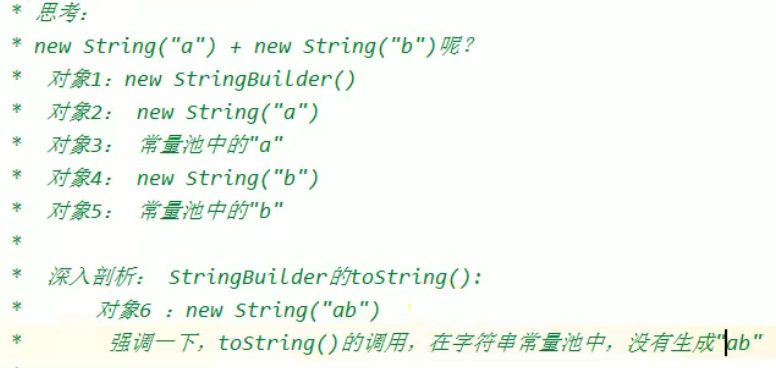 * 思考:
* new String("a") + new String("b")呢?
* 对象1: new StringBuilder()
* 对象2: new String("a")
* 对象3: 常量池中的"a"
* 对象4: new String("b")
* 对象5: 常量池中的"b"
*
* 深入剖析: StringBuilder的toString():
* 对象6 :new String("ab")
* 强调一下,toString()的调用,在字符串常量池中,没有生成"ab"